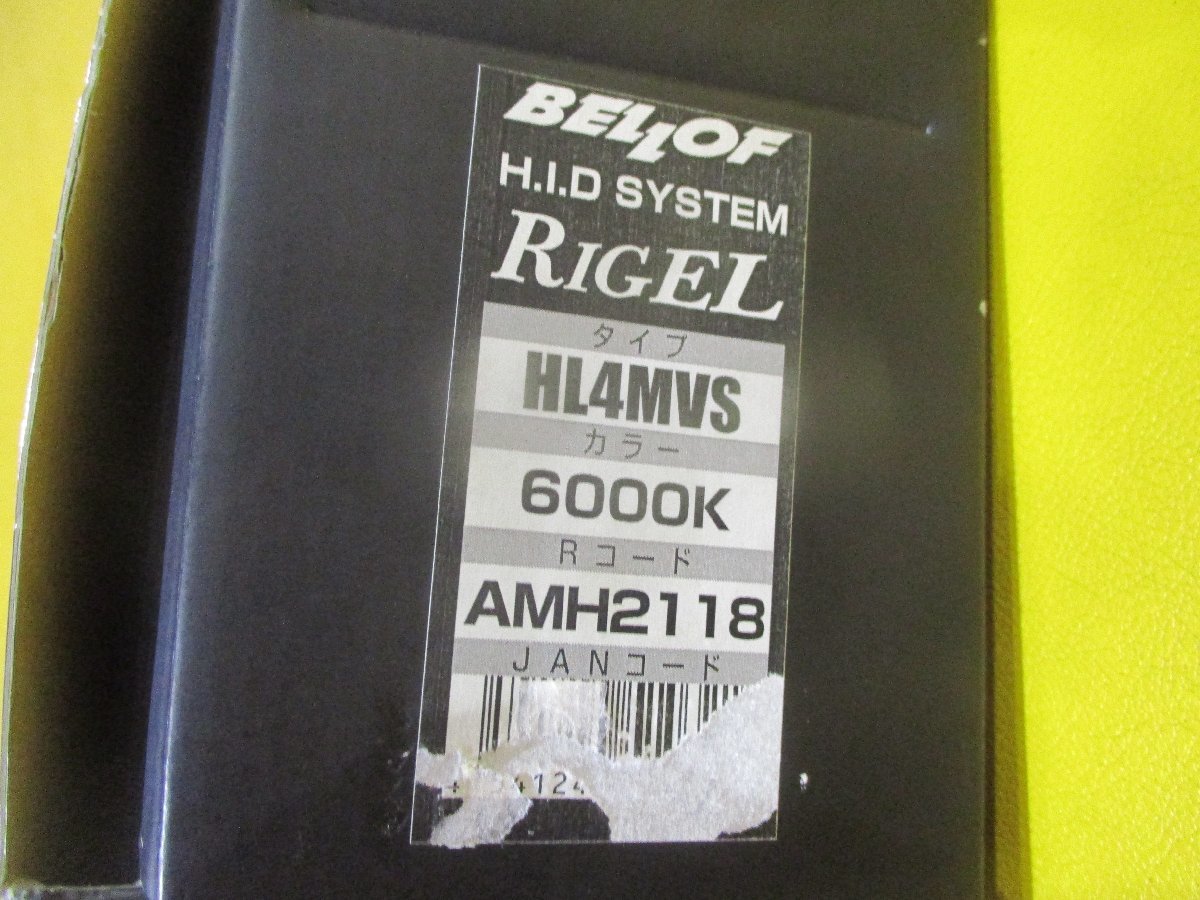 BELLOF
H.I.D SYSTEM
RIGEL
タイプ
HL4MVS
カラー
6000K
Rコード
AMH2118
JANコード
4124